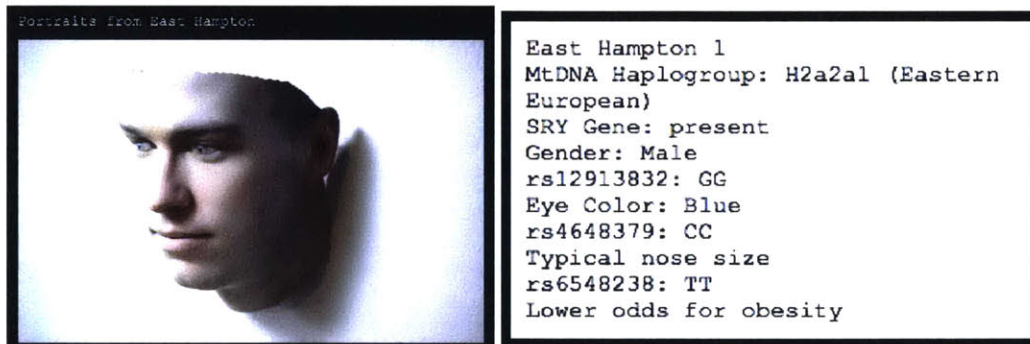 Portraits from East Hampton
East Hampton 1
MtDNA Haplogroup: H2a2a1 (Eastern
European)
SRY Gene: present
Gender: Male
rs12913832: GG
Eye Color: Blue
rs4648379: CC
Typical nose size
rs6548238: TT
Lower odds for obesity